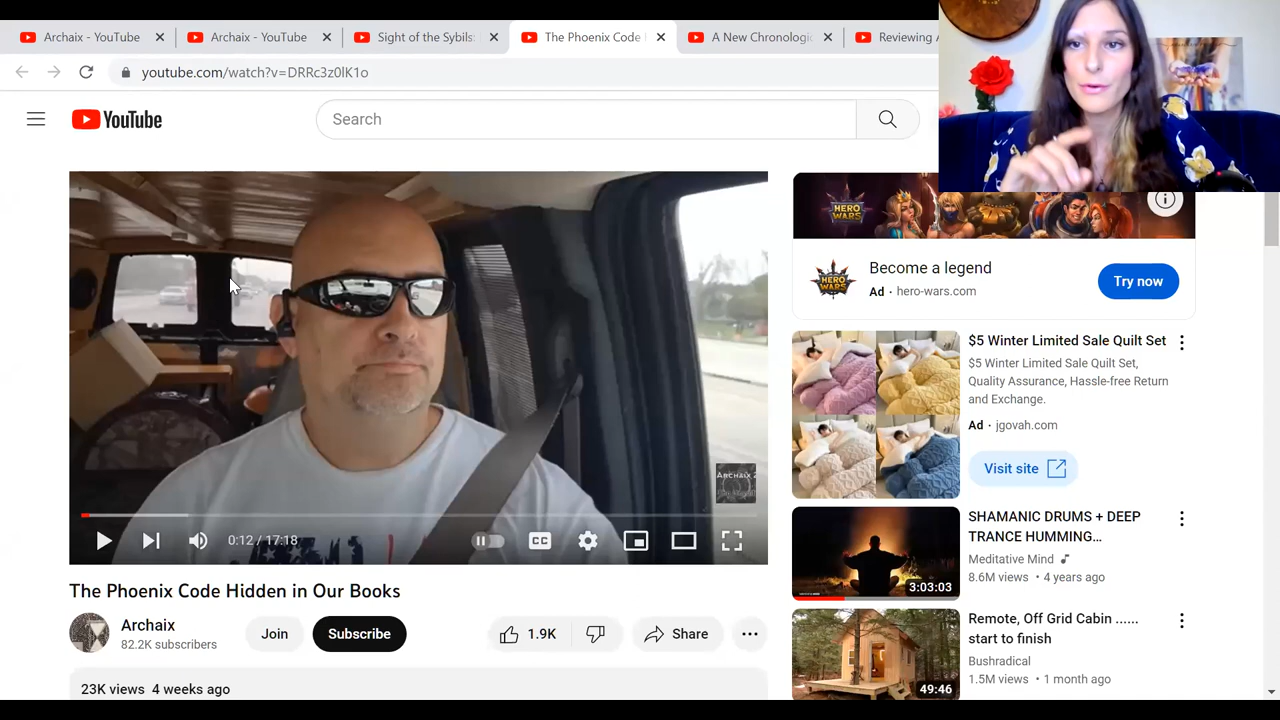 Archaix - YouTube
Archaix - YouTube
Sight of the Sybils:
The Phoenix Code
A New Chronologi
Reviewing A
youtube.com/watch?v=DRRc3z0lK1o
YouTube
Search
HERO
WARS
HERO
WARS
Become a legend
Ad · hero-wars.com
Try now
$5 Winter Limited Sale Quilt Set
$5 Winter Limited Sale Quilt Set,
Quality Assurance, Hassle-free Return
and Exchange.
Ad · jgovah.com
Visit site
ARCHAIX
CC
0:12 / 17:18
SHAMANIC DRUMS + DEEP
TRANCE HUMMING...
Meditative Mind
8.6M views • 4 years ago
3:03:03
The Phoenix Code Hidden in Our Books
Archaix
82.2K subscribers
Join
Subscribe
1.9K
Share
23K views 4 weeks ago
Remote, Off Grid Cabin ......
start to finish
Bushradical
1.5M views • 1 month ago
49:46